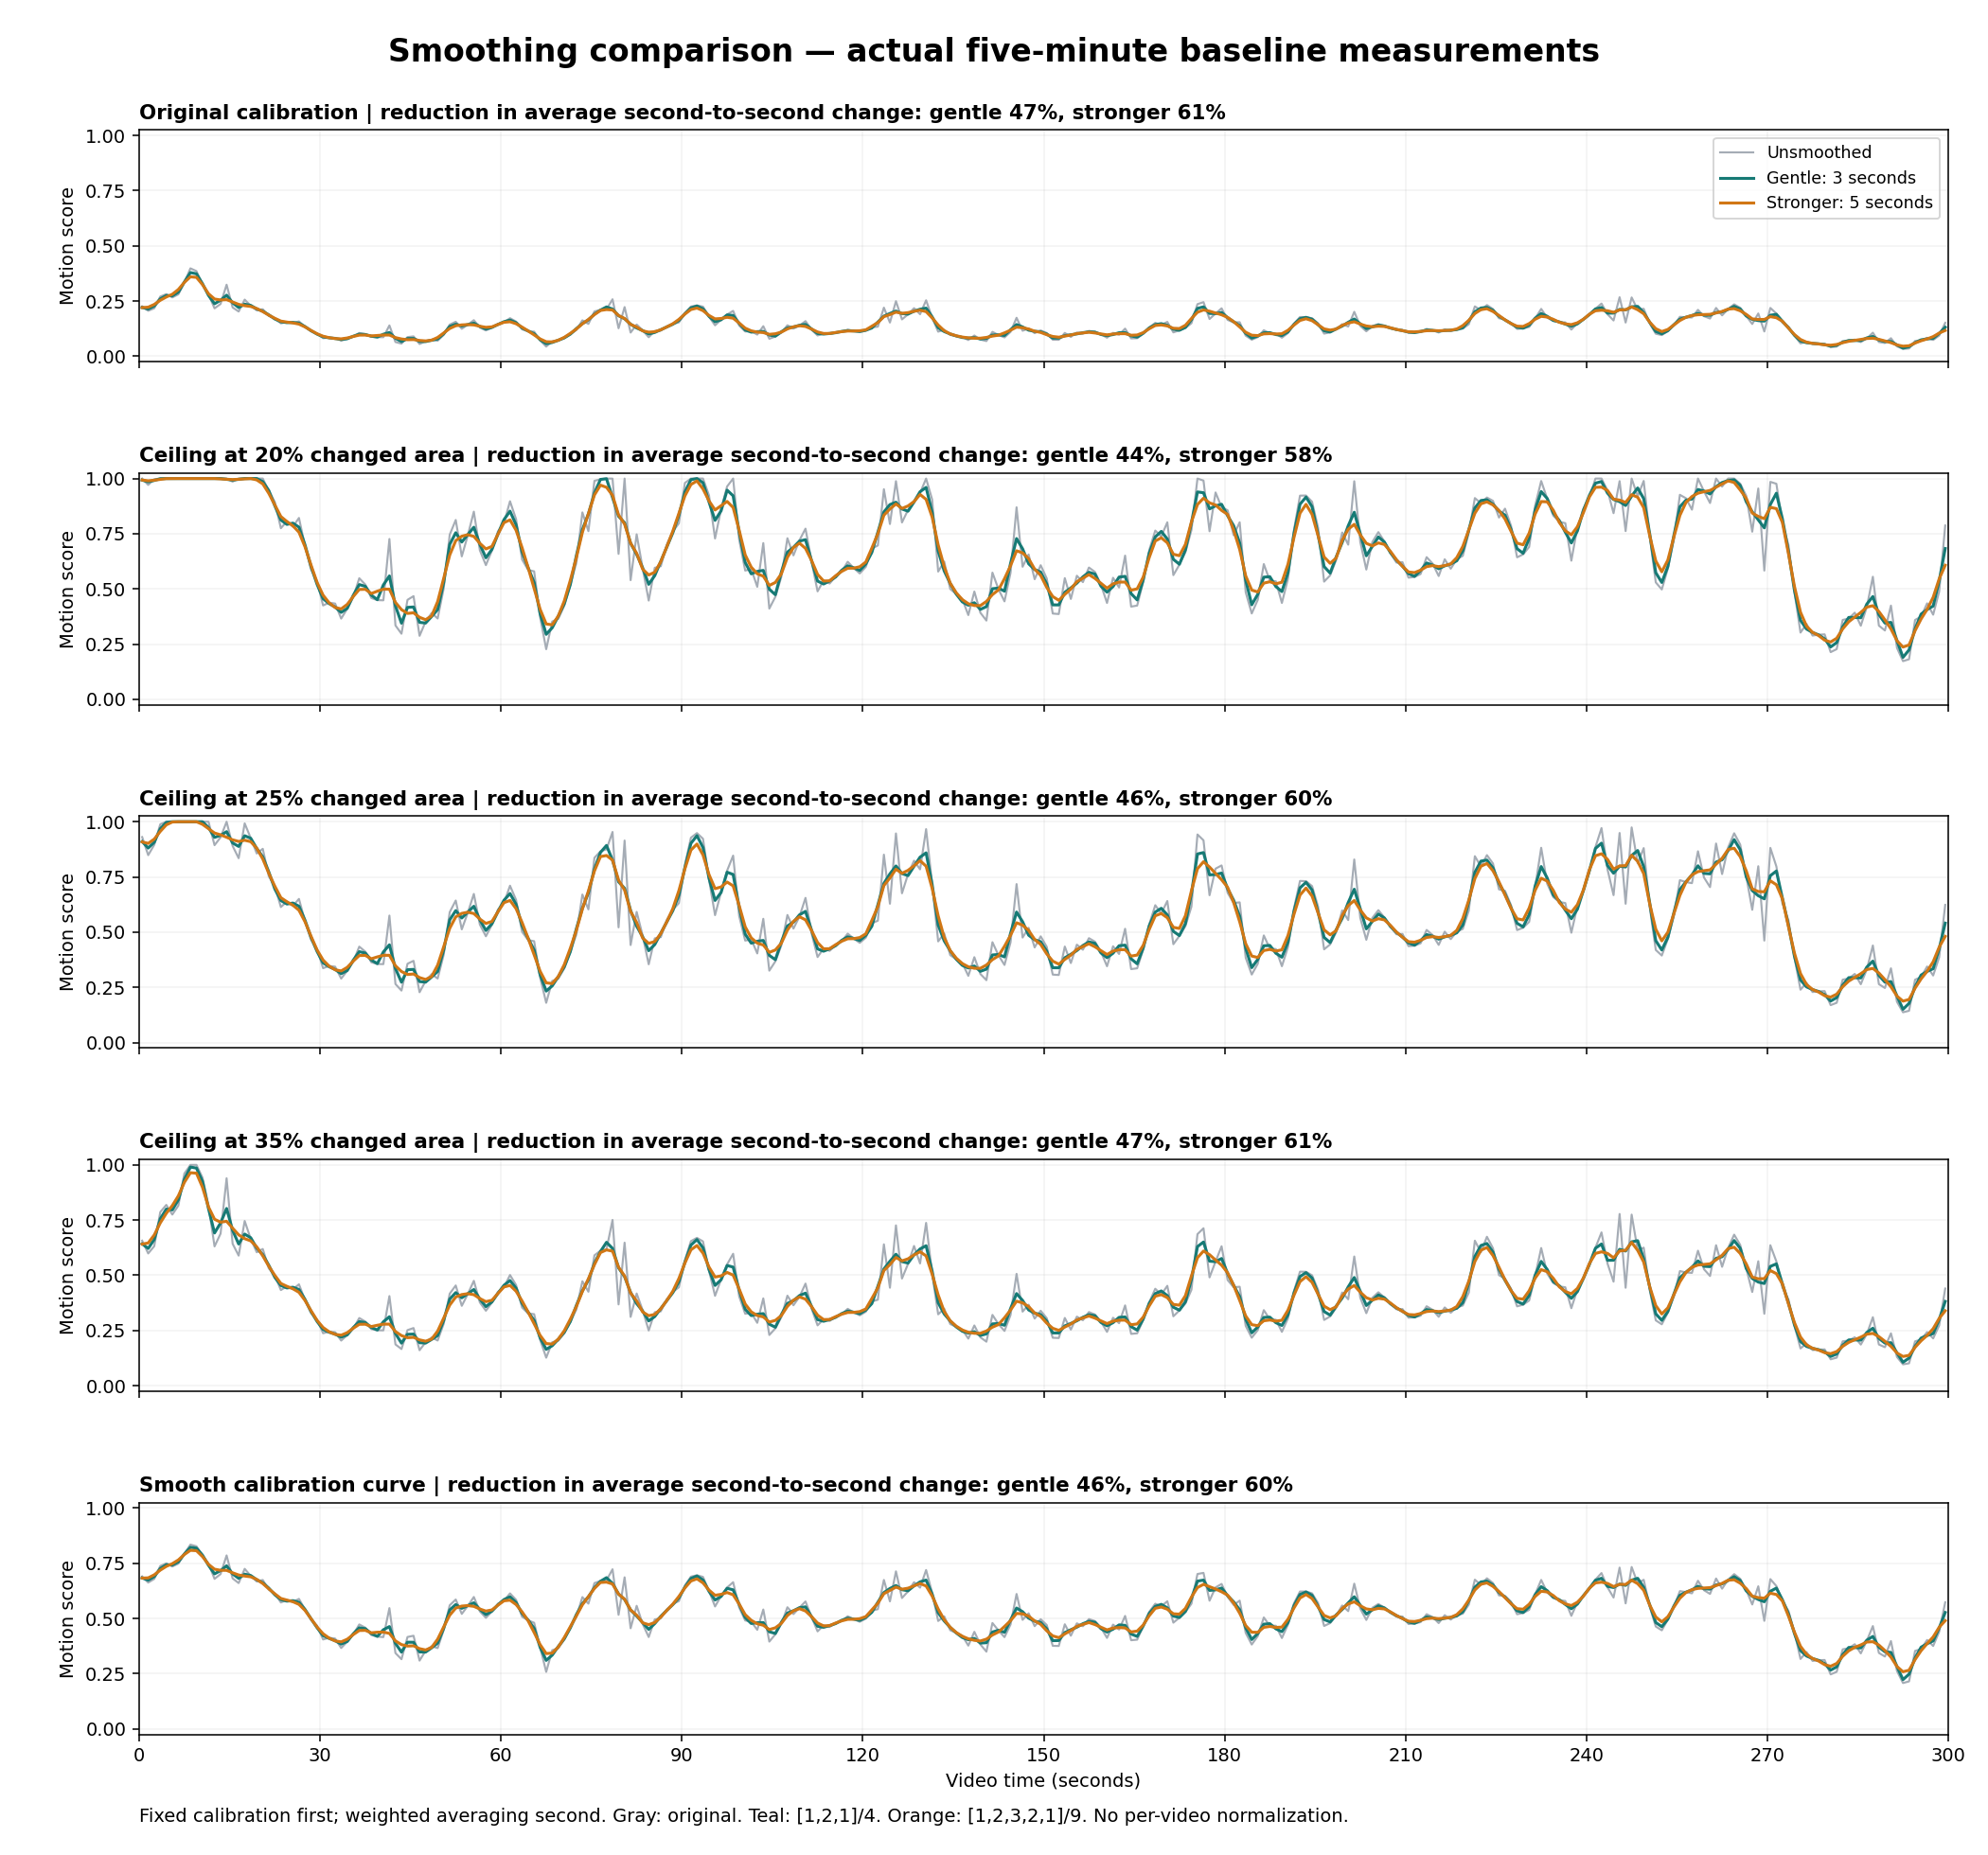 Smoothing comparison — actual five-minute baseline measurements
Original calibration | reduction in average second-to-second change: gentle 47%, stronger 61%
1.00
0.75
0.50
0.25
0.00
Motion score
Unsmoothed
Gentle: 3 seconds
Stronger: 5 seconds
Ceiling at 20% changed area | reduction in average second-to-second change: gentle 44%, stronger 58%
1.00
0.75
0.50
0.25
0.00
Motion score
Ceiling at 25% changed area | reduction in average second-to-second change: gentle 46%, stronger 60%
1.00
0.75
0.50
0.25
0.00
Motion score
Ceiling at 35% changed area | reduction in average second-to-second change: gentle 47%, stronger 61%
1.00
0.75
0.50
0.25
0.00
Motion score
Smooth calibration curve | reduction in average second-to-second change: gentle 46%, stronger 60%
1.00
0.75
0.50
0.25
0.00
Motion score
0 30 60 90 120 150 180 210 240 270 300
Video time (seconds)
Fixed calibration first; weighted averaging second. Gray: original. Teal: [1,2,1]/4. Orange: [1,2,3,2,1]/9. No per-video normalization.